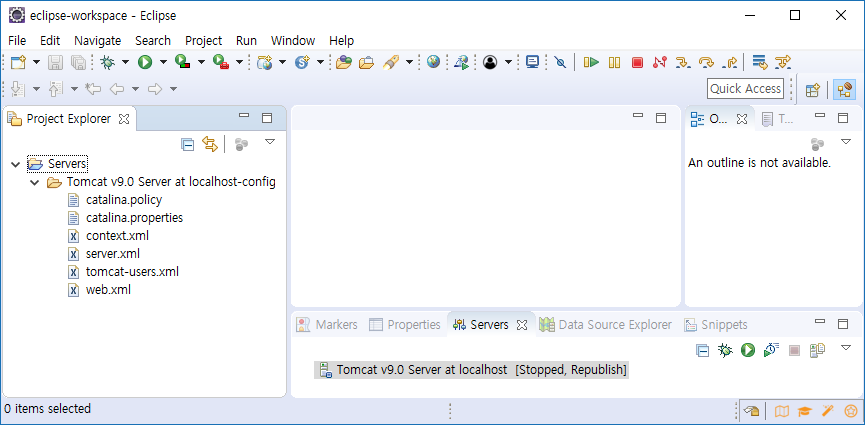 eclipse-workspace - Eclipse
File Edit Navigate Search Project Run Window Help
Quick Access
Project Explorer
Servers
Tomcat v9.0 Server at localhost-config
catalina.policy
catalina.properties
context.xml
server.xml
tomcat-users.xml
web.xml
O... T...
An outline is not available.
Markers Properties Servers Data Source Explorer Snippets
Tomcat v9.0 Server at localhost [Stopped, Republish]
0 items selected